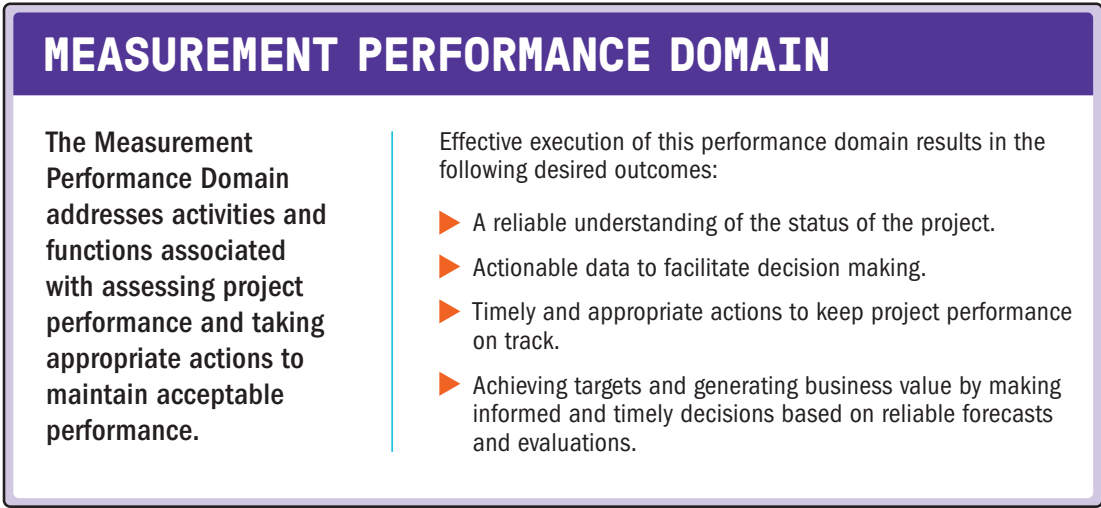 MEASUREMENT PERFORMANCE DOMAIN
The Measurement
Performance Domain
addresses activities and
functions associated
with assessing project
performance and taking
appropriate actions to
maintain acceptable
performance.
Effective execution of this performance domain results in the
following desired outcomes:
A reliable understanding of the status of the project.
Actionable data to facilitate decision making.
Timely and appropriate actions to keep project performance
on track.
Achieving targets and generating business value by making
informed and timely decisions based on reliable forecasts
and evaluations.